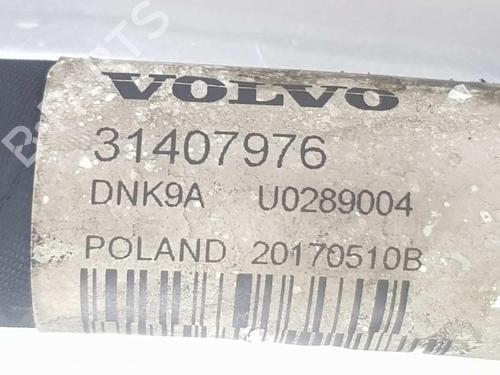 VOLVO
31407976
DNK9A U0289004
POLAND 20170510B